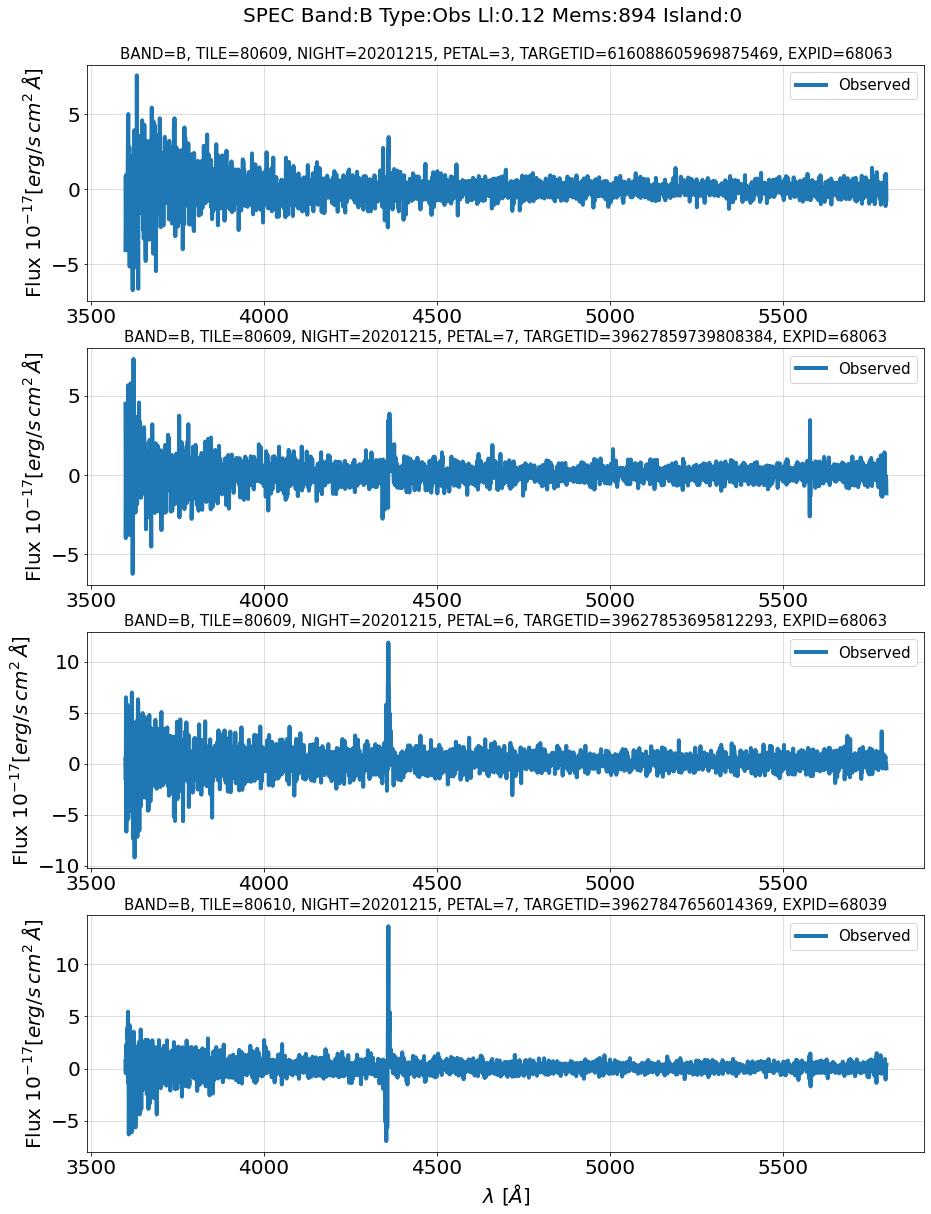 SPEC Band:B Type:Obs Ll:0.12 Mems:894 Island:0
BAND=B, TILE=80609, NIGHT=20201215, PETAL=3, TARGETID=616088605969875469, EXPID=68063
Flux 10⁻¹⁷[erg/s cm² Å]
5
0
−5
Observed
3500 4000 4500 5000 5500
BAND=B, TILE=80609, NIGHT=20201215, PETAL=7, TARGETID=39627859739808384, EXPID=68063
Flux 10⁻¹⁷[erg/s cm² Å]
5
0
−5
Observed
3500 4000 4500 5000 5500
BAND=B, TILE=80609, NIGHT=20201215, PETAL=6, TARGETID=39627853695812293, EXPID=68063
Flux 10⁻¹⁷[erg/s cm² Å]
10
5
0
−5
−10
Observed
3500 4000 4500 5000 5500
BAND=B, TILE=80610, NIGHT=20201215, PETAL=7, TARGETID=39627847656014369, EXPID=68039
Flux 10⁻¹⁷[erg/s cm² Å]
10
5
0
−5
Observed
3500 4000 4500 5000 5500
λ [Å]